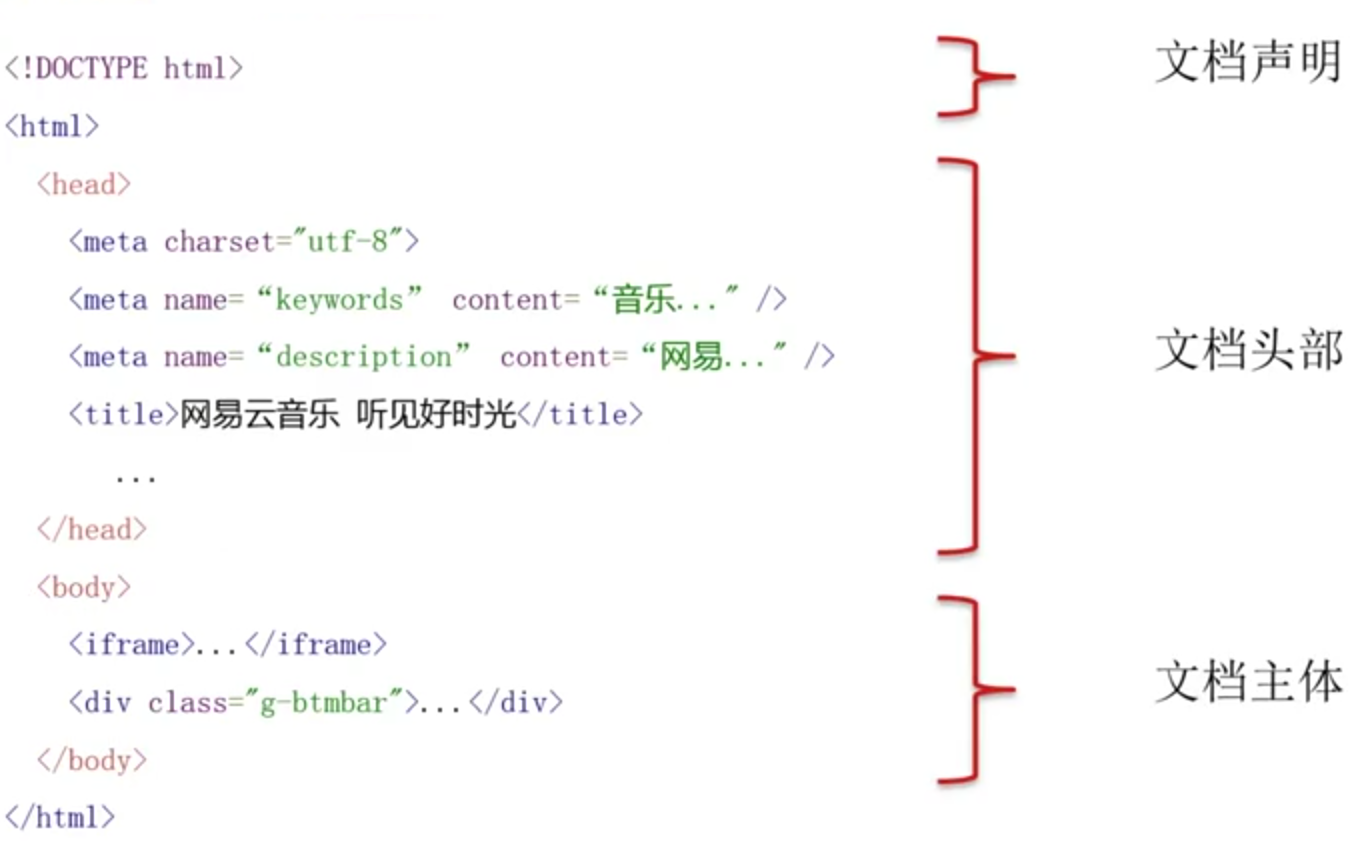 <!DOCTYPE html>
文档声明
<html>
<head>
<meta charset="utf-8">
<meta name=“keywords” content=“音乐..." />
<meta name=“description” content=“网易..." />
文档头部
<title>网易云音乐 听见好时光</title>
...
</head>
<body>
<iframe>...</iframe>
<div class="g-btmbar">...</div>
文档主体
</body>
</html>